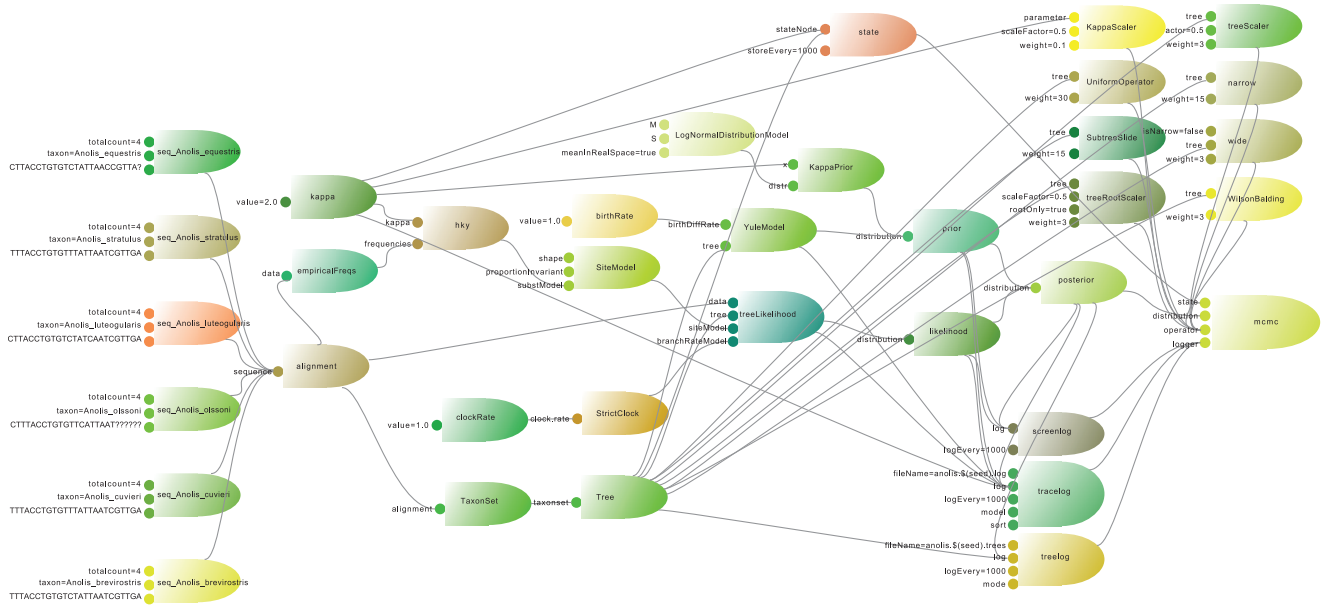 totalcount=4
taxon=Anolis_equestris
CTTACCTGTGTCTATTAACCGTTA?
seq_Anolis_equestris
totalcount=4
taxon=Anolis_stratulus
TTTACCTGTGTTTATTAATCGTTGA
seq_Anolis_stratulus
totalcount=4
taxon=Anolis_luteogularis
CTTACCTGTGTCTATCAATCGTTGA
seq_Anolis_luteogularis
totalcount=4
taxon=Anolis_olssoni
CTTTACCTGTGTTCATTAAT??????
seq_Anolis_olssoni
totalcount=4
taxon=Anolis_cuvieri
TTTACCTGTGTTTATTAATCGTTGA
seq_Anolis_cuvieri
totalcount=4
taxon=Anolis_brevirostris
TTTACCTGTGTCTATTAATCGTTGA
seq_Anolis_brevirostris
value=2.0
kappa
data
empiricalFreqs
sequence
alignment
kappa
frequencies
hky
value=1.0
clockRate
alignment
TaxonSet
value=1.0
birthRate
shape
proportionInvariant
substModel
SiteModel
clock.rate
StrictClock
taxonset
Tree
M
S
meanInRealSpace=true
LogNormalDistributionModel
stateNode
storeEvery=1000
state
x
distr
KappaPrior
birthDiffRate
tree
YuleModel
data
tree
siteModel
branchRateModel
treeLikelihood
distribution
prior
distribution
likelihood
distribution
posterior
parameter
scaleFactor=0.5
weight=0.1
KappaScaler
tree
weight=30
UniformOperator
tree
weight=15
SubtreeSlide
tree
scaleFactor=0.5
rootOnly=true
weight=3
treeRootScaler
tree
actor=0.5
weight=3
treeScaler
tree
weight=15
narrow
isNarrow=false
tree
weight=3
wide
tree
weight=3
WilsonBalding
state
distribution
operator
logger
mcmc
log
logEvery=1000
screenlog
fileName=anolis.$(seed).log
log
logEvery=1000
model
sort
tracelog
fileName=anolis.$(seed).trees
log
logEvery=1000
mode
treelog